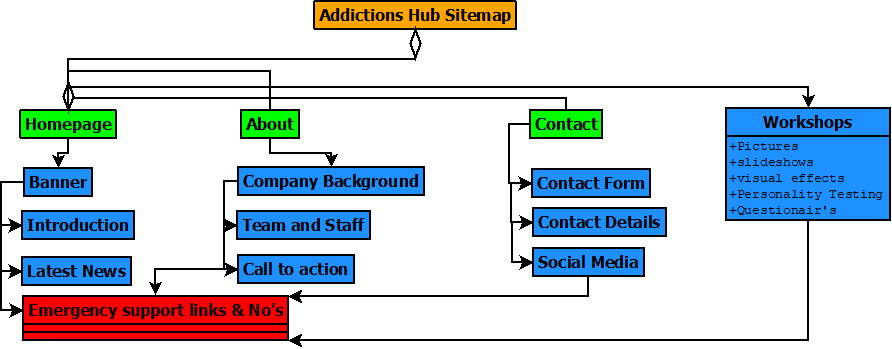 Addictions Hub Sitemap
Homepage
About
Contact
Workshops
+Pictures
+slideshows
+visual effects
+Personality Testing
+Questionair's
Banner
Introduction
Latest News
Company Background
Team and Staff
Call to action
Contact Form
Contact Details
Social Media
Emergency support links & No's